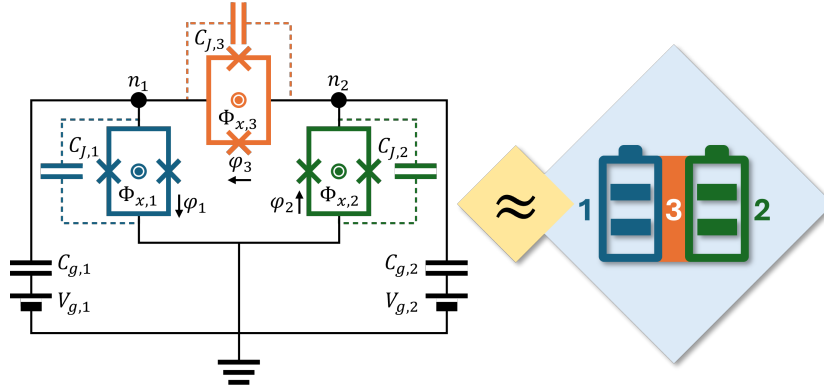 C_{J,3}
n_1
n_2
Φ_{x,3}
C_{J,1}
C_{J,2}
φ_3
Φ_{x,1}
Φ_{x,2}
φ_1
φ_2
≈
1
3
2
C_{g,1}
C_{g,2}
V_{g,1}
V_{g,2}